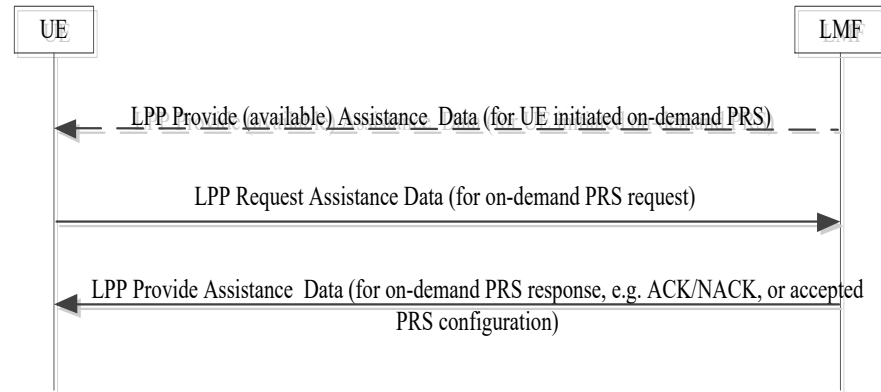 UE
LMF
LPP Provide (available) Assistance Data (for UE initiated on-demand PRS)
LPP Request Assistance Data (for on-demand PRS request)
LPP Provide Assistance Data (for on-demand PRS response, e.g. ACK/NACK, or accepted
PRS configuration)